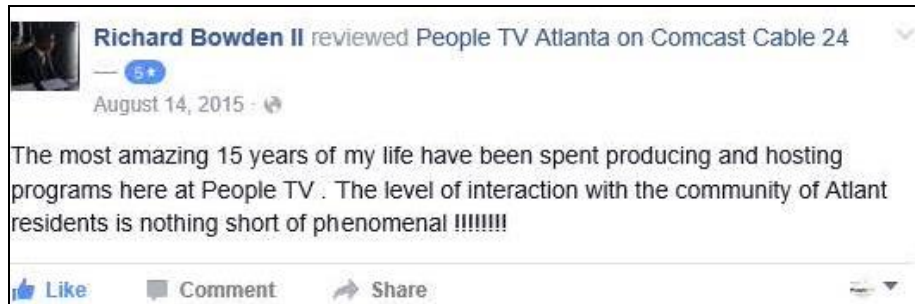 Richard Bowden II reviewed People TV Atlanta on Comcast Cable 24
— 5★
August 14, 2015 ·
The most amazing 15 years of my life have been spent producing and hosting
programs here at People TV . The level of interaction with the community of Atlant
residents is nothing short of phenomenal !!!!!!!!
Like Comment Share